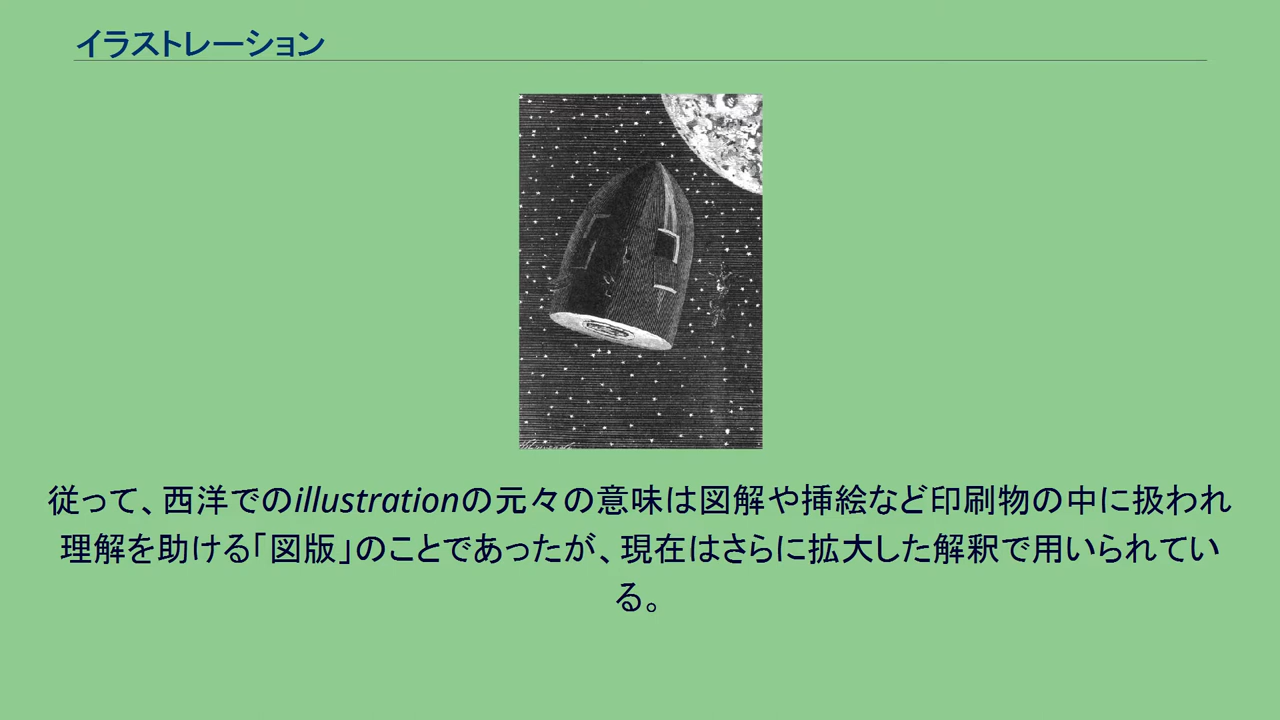 イラストレーション
従って、西洋でのillustrationの元々の意味は図解や挿絵など印刷物の中に扱われ
理解を助ける「図版」のことであったが、現在はさらに拡大した解釈で用いられてい
る。